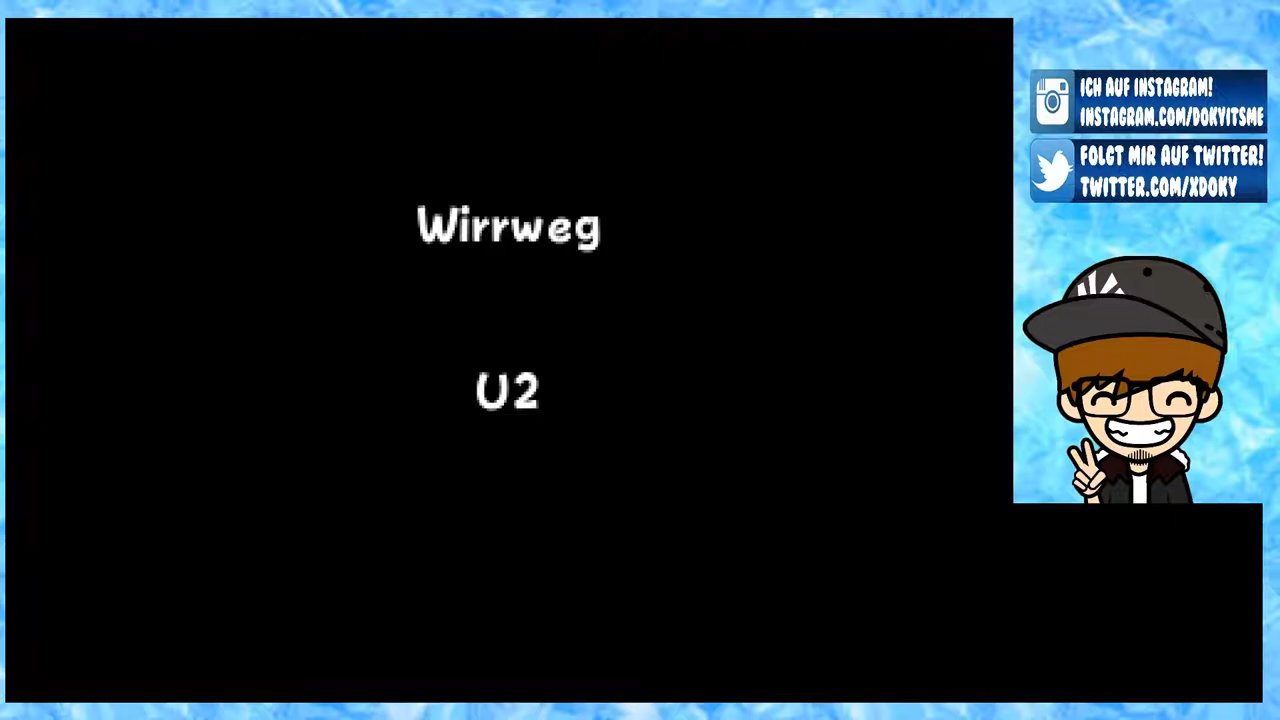 Wirrweg
U2
ICH AUF INSTAGRAM!
INSTAGRAM.COM/DOKYITSME
FOLGT MIR AUF TWITTER!
TWITTER.COM/XDOKY